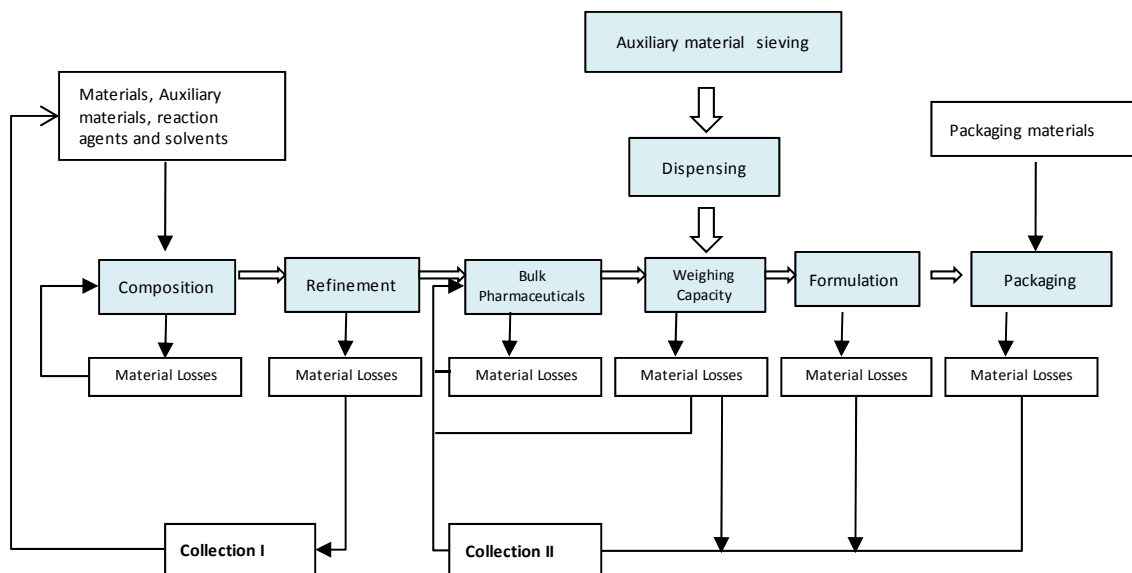 Auxiliary material sieving
Materials, Auxiliary
materials, reaction
agents and solvents
Packaging materials
Dispensing
Composition
Refinement
Bulk
Pharmaceuticals
Weighing
Capacity
Formulation
Packaging
Material Losses
Material Losses
Material Losses
Material Losses
Material Losses
Material Losses
Collection I
Collection II